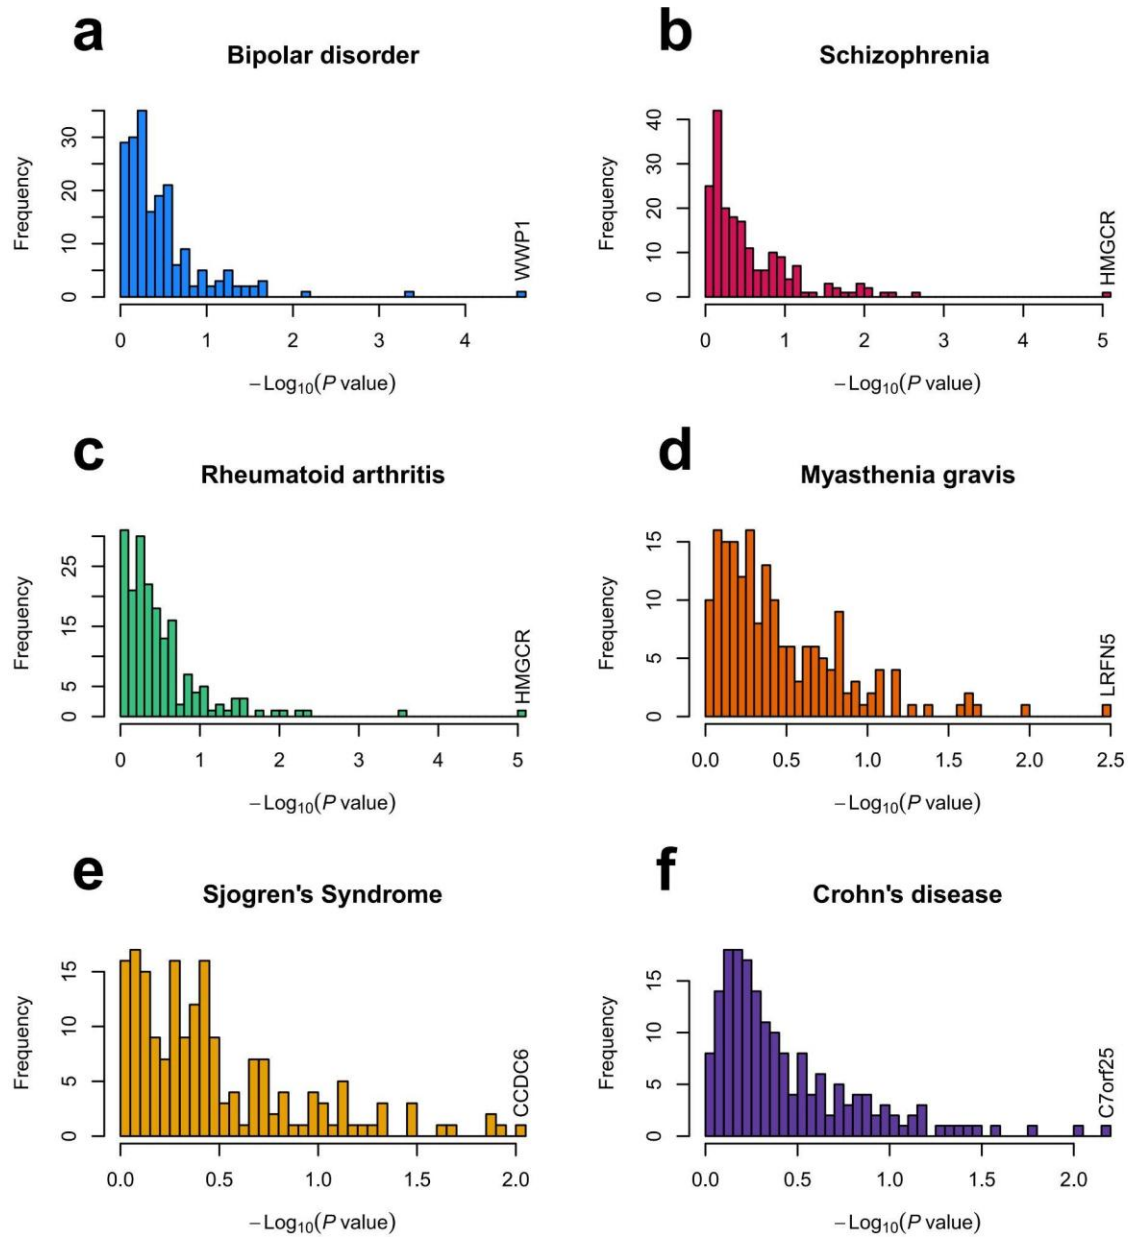 a
Bipolar disorder
Frequency
0
10
20
30
WWP1
0 1 2 3 4
−Log10(P value)
b
Schizophrenia
Frequency
0
10
20
30
40
HMGCR
0 1 2 3 4 5
−Log10(P value)
c
Rheumatoid arthritis
Frequency
0
5
15
25
HMGCR
0 1 2 3 4 5
−Log10(P value)
d
Myasthenia gravis
Frequency
0
5
10
15
LRFN5
0.0 0.5 1.0 1.5 2.0 2.5
−Log10(P value)
e
Sjogren's Syndrome
Frequency
0
5
10
15
CCDC6
0.0 0.5 1.0 1.5 2.0
−Log10(P value)
f
Crohn's disease
Frequency
0
5
10
15
C7orf25
0.0 0.5 1.0 1.5 2.0
−Log10(P value)